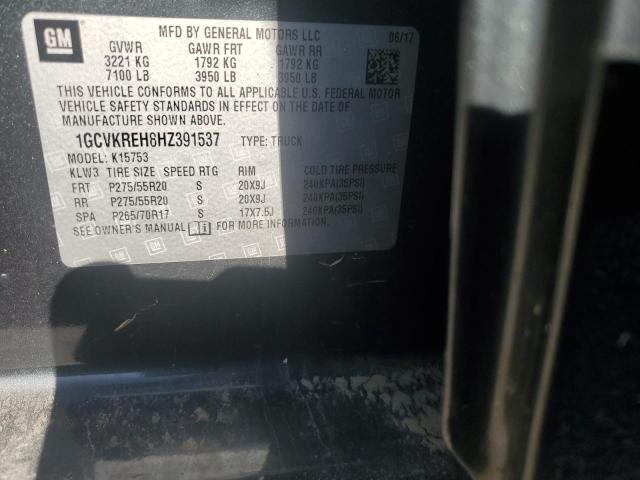 GM
MFD BY GENERAL MOTORS LLC 06/17
GVWR GAWR FRT GAWR RR
3221 KG 1792 KG 1792 KG
7100 LB 3950 LB 3950 LB
THIS VEHICLE CONFORMS TO ALL APPLICABLE U.S. FEDERAL MOTOR
VEHICLE SAFETY STANDARDS IN EFFECT ON THE DATE OF
MANUFACTURE SHOWN ABOVE.
1GCVKREH8HZ391537 TYPE: TRUCK
MODEL: K15753
KLW3 TIRE SIZE SPEED RTG RIM COLD TIRE PRESSURE
FRT P275/55R20 S 20X9J 240KPA(35PSI)
RR P275/55R20 S 20X9J 240KPA(35PSI)
SPA P265/70R17 S 17X7.5J 240KPA(35PSI)
SEE OWNER'S MANUAL i FOR MORE INFORMATION.